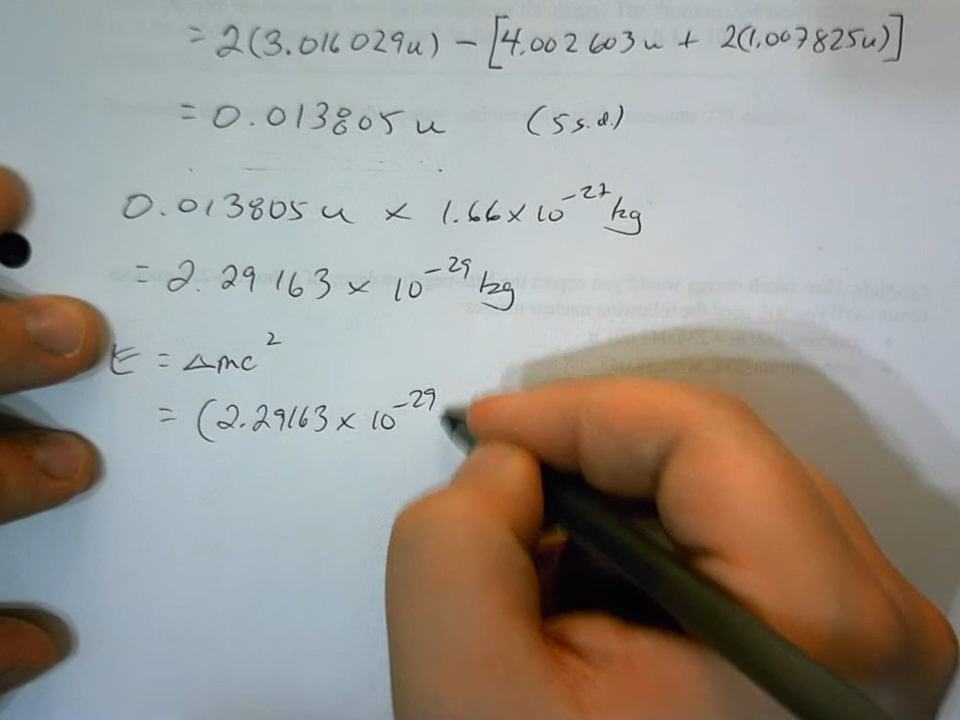 = 2(3.016029u) - [4.002603u + 2(1.007825u)]
= 0.013805u (5 s.d.)
0.013805u × 1.66×10⁻²⁷ kg
= 2.29163 × 10⁻²⁹ kg
E = Δmc²
= (2.29163 × 10⁻²⁹